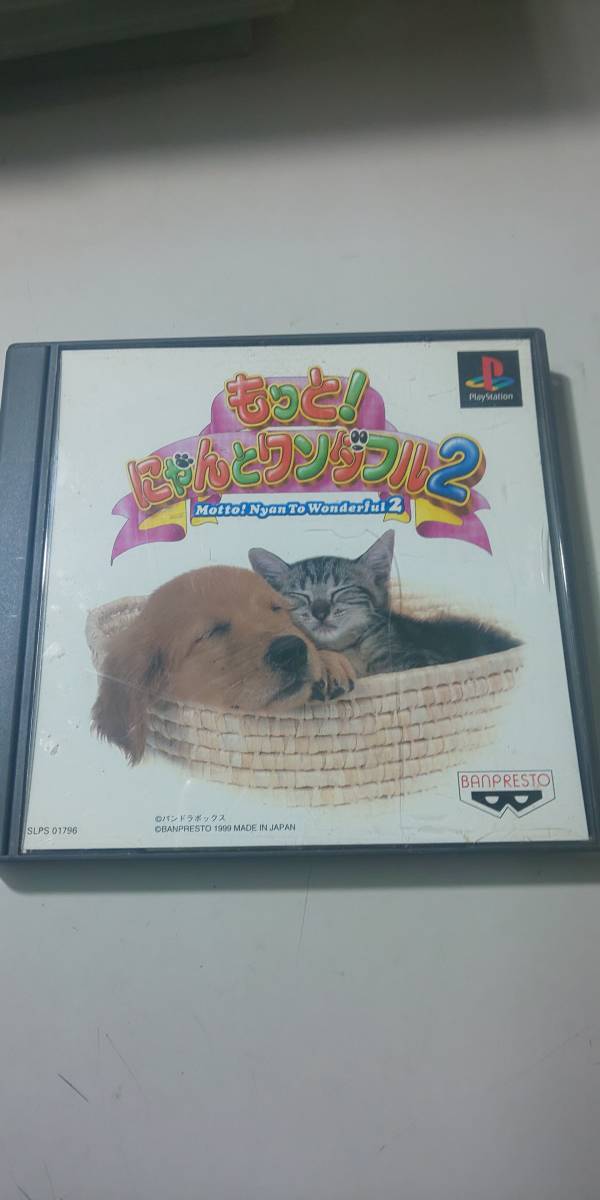 もっと!
にゃんとワンダフル2
Motto! Nyan To Wonderful 2
PlayStation
BANPRESTO
©パンドラボックス
©BANPRESTO 1999 MADE IN JAPAN
SLPS 01796